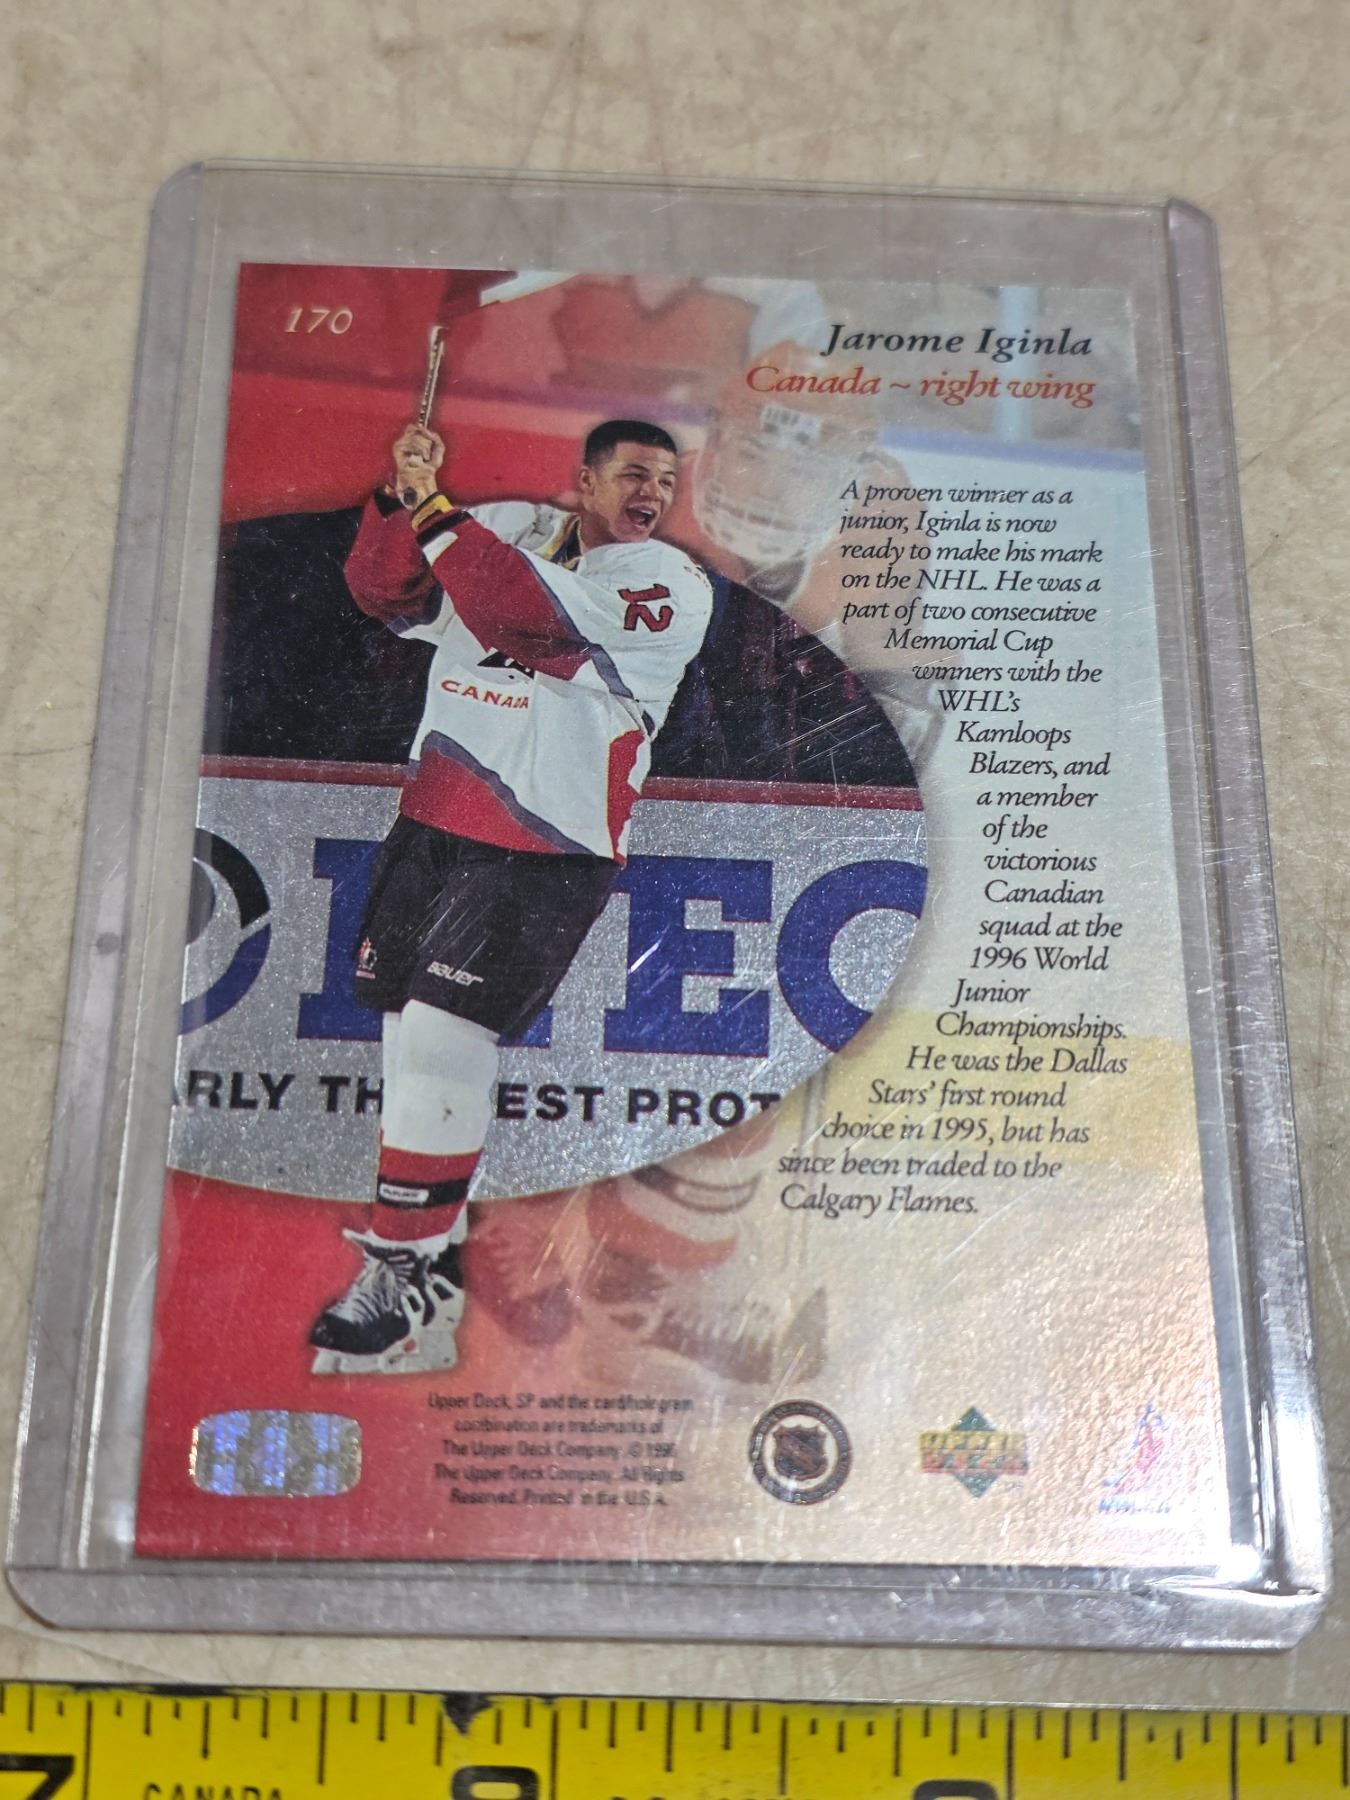 170
Jarome Iginla
Canada ~ right wing
A proven winner as a
junior, Iginla is now
ready to make his mark
on the NHL. He was a
part of two consecutive
Memorial Cup
winners with the
WHL's
Kamloops
Blazers, and
a member
of the
victorious
Canadian
squad at the
1996 World
Junior
Championships.
He was the Dallas
Stars' first round
choice in 1995, but has
since been traded to the
Calgary Flames.
12
CANADA
BAUER
RLY TH EST PROT
Upper Deck, SP and the card/hologram
combination are trademarks of
The Upper Deck Company. © 1996
The Upper Deck Company. All Rights
Reserved. Printed in the U.S.A.
UPPER
DECK
7
CANADA
8